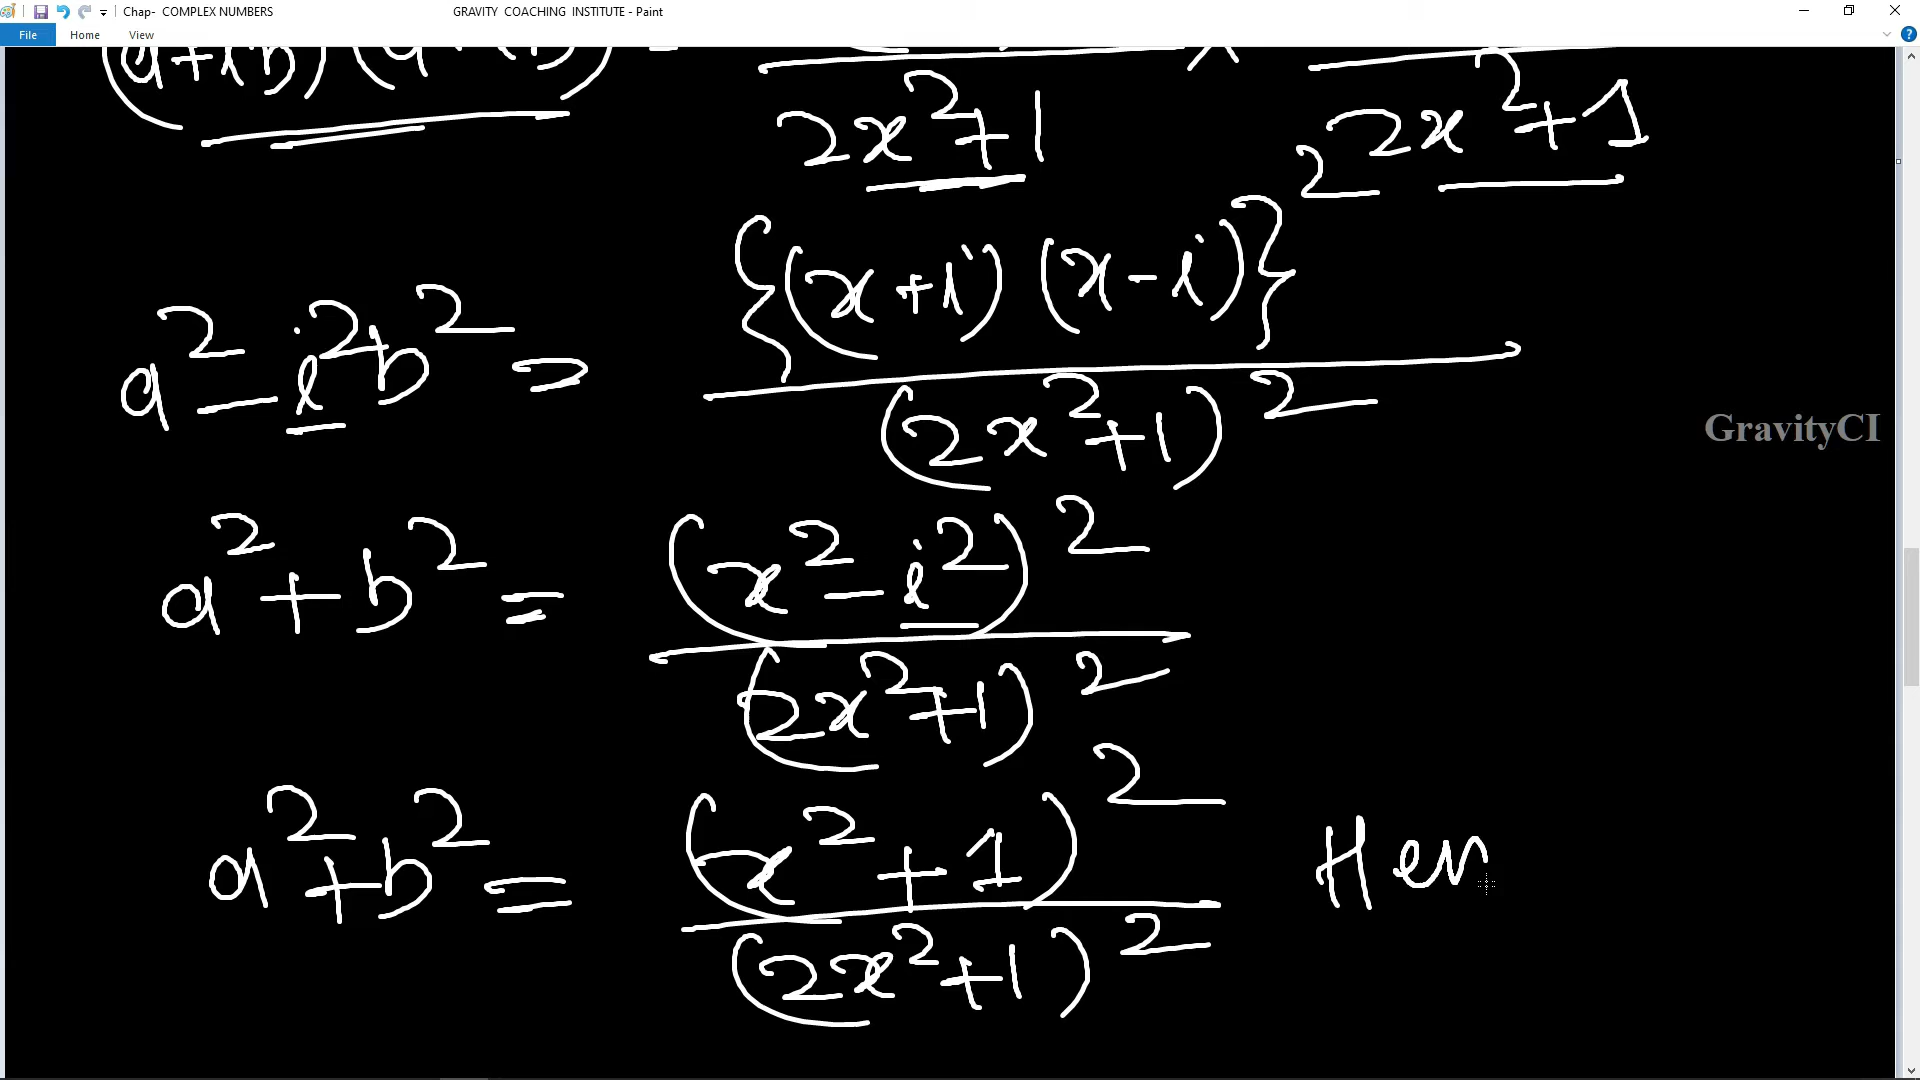 Chap- COMPLEX NUMBERS GRAVITY COACHING INSTITUTE - Paint
File Home View
(a+ib)(a-ib) =
2x²+1 2x²+1
a² - i²b² = {(x+i)(x-i)}² / (2x²+1)²
GravityCI
a² + b² = (x² - i²)² / (2x²+1)²
a² + b² = (x² + 1)² / (2x²+1)² Hen